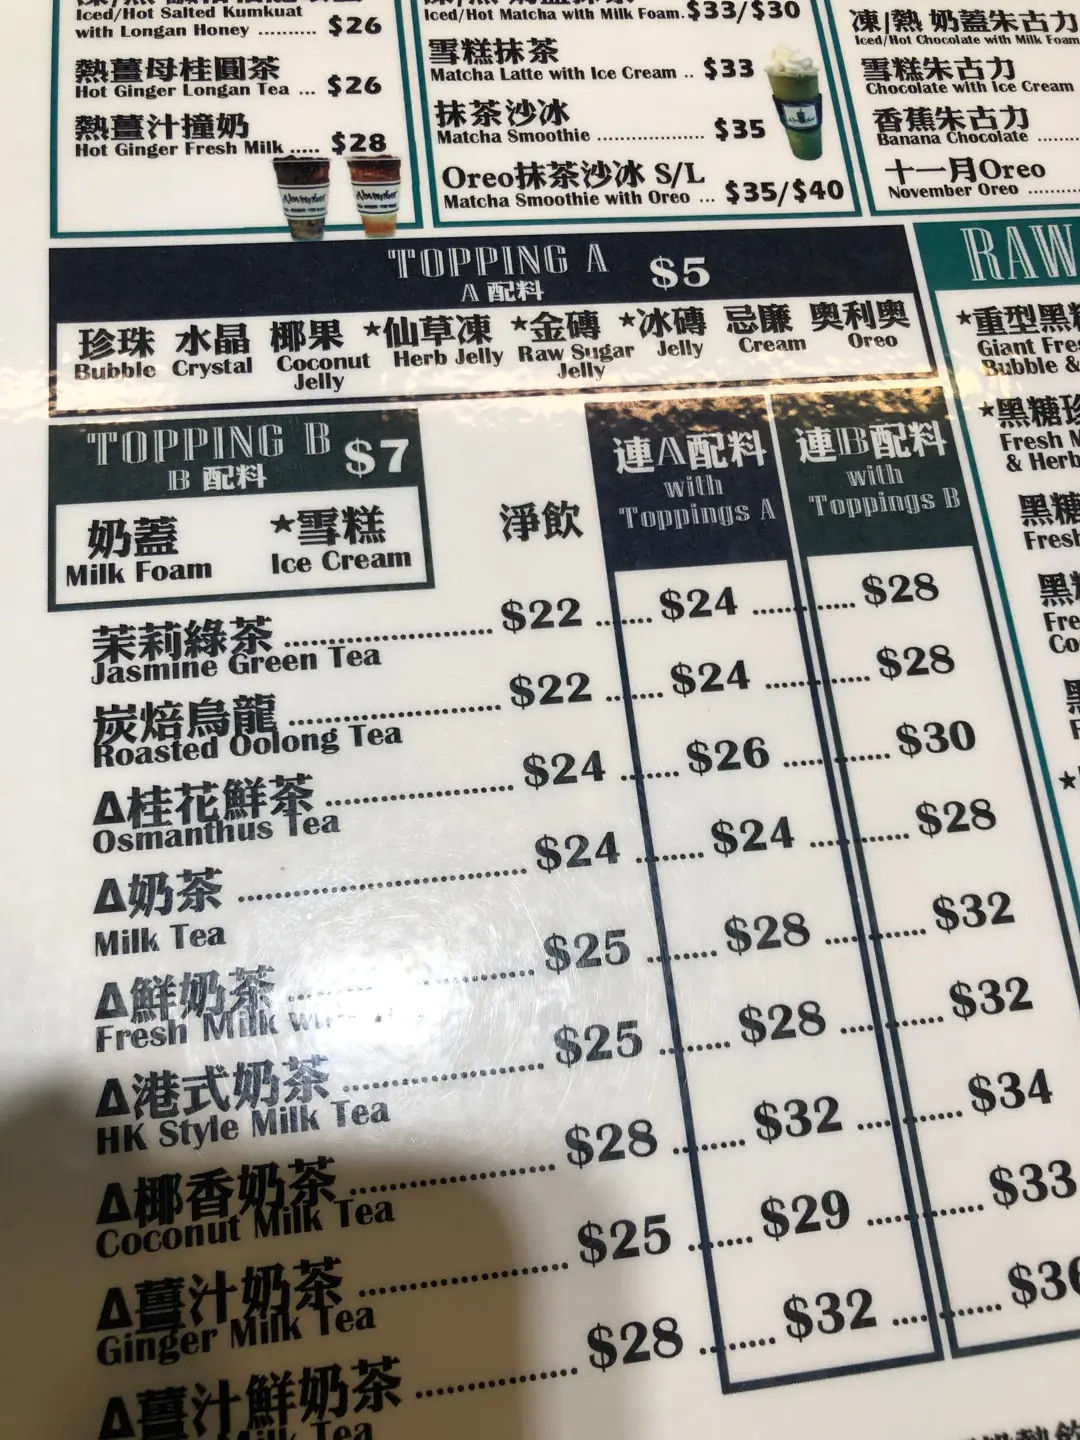 Iced/Hot Salted Kumkuat
with Longan Honey .......... $26
熱薑母桂圓茶
Hot Ginger Longan Tea ... $26
熱薑汁撞奶
Hot Ginger Fresh Milk ..... $28
Iced/Hot Matcha with Milk Foam. $33/$30
雪糕抹茶
Matcha Latte with Ice Cream .. $33
抹茶沙冰
Matcha Smoothie ...................... $35
Oreo抹茶沙冰 S/L
Matcha Smoothie with Oreo ... $35/$40
凍/熱 奶蓋朱古力
Iced/Hot Chocolate with Milk Foam
雪糕朱古力
Chocolate with Ice Cream
香蕉朱古力
Banana Chocolate
十一月Oreo
November Oreo
TOPPING A $5
A 配料
珍珠 水晶 椰果 ★仙草凍 ★金磚 ★冰磚 忌廉 奧利奧
Bubble Crystal Coconut Jelly Herb Jelly Raw Sugar Jelly Jelly Cream Oreo
TOPPING B $7
B 配料
奶蓋 ★雪糕
Milk Foam Ice Cream
淨飲
連A配料
with
Toppings A
連B配料
with
Toppings B
茉莉綠茶 $22 $24 $28
Jasmine Green Tea
炭焙烏龍 $22 $24 $28
Roasted Oolong Tea
Δ桂花鮮茶 $24 $26 $30
Osmanthus Tea
Δ奶茶 $24 $24 $28
Milk Tea
Δ鮮奶茶 $25 $28 $32
Fresh Milk
Δ港式奶茶 $25 $28 $32
HK Style Milk Tea
Δ椰香奶茶 $28 $32 $34
Coconut Milk Tea
Δ薑汁奶茶 $25 $29 $33
Ginger Milk Tea
Δ薑汁鮮奶茶 $28 $32
Milk Tea
RAW
★重型黑糖
Giant
Bubble &
★黑糖
Fresh
& Herb
黑糖
Fresh